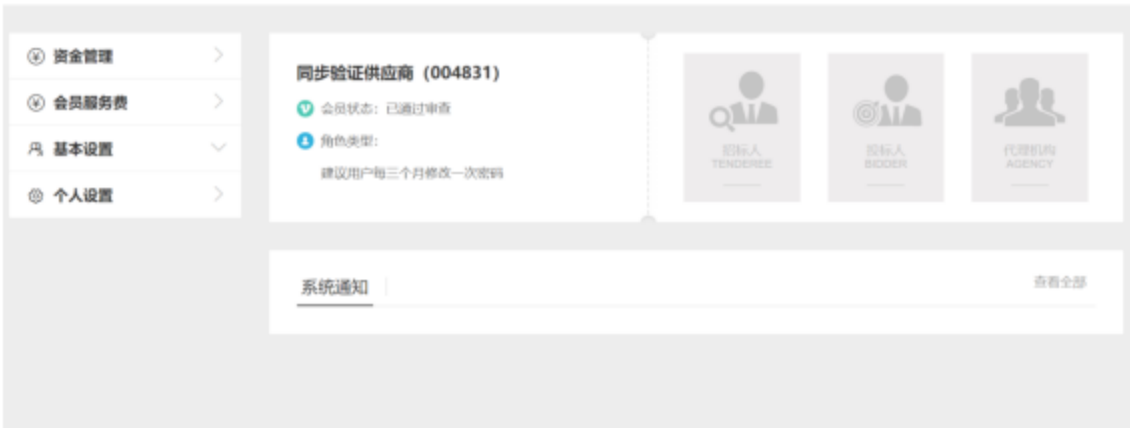 资金管理
会员服务费
基本设置
个人设置
同步验证供应商（004831）
会员状态：已通过审查
角色类型：
建议用户每三个月修改一次密码
招标人
TENDEREE
投标人
BIDDER
代理机构
AGENCY
系统通知
查看全部